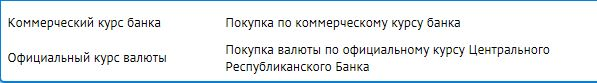 Коммерческий курс банка Покупка по коммерческому курсу банка
Официальный курс валюты Покупка валюты по официальному курсу Центрального
Республиканского Банка